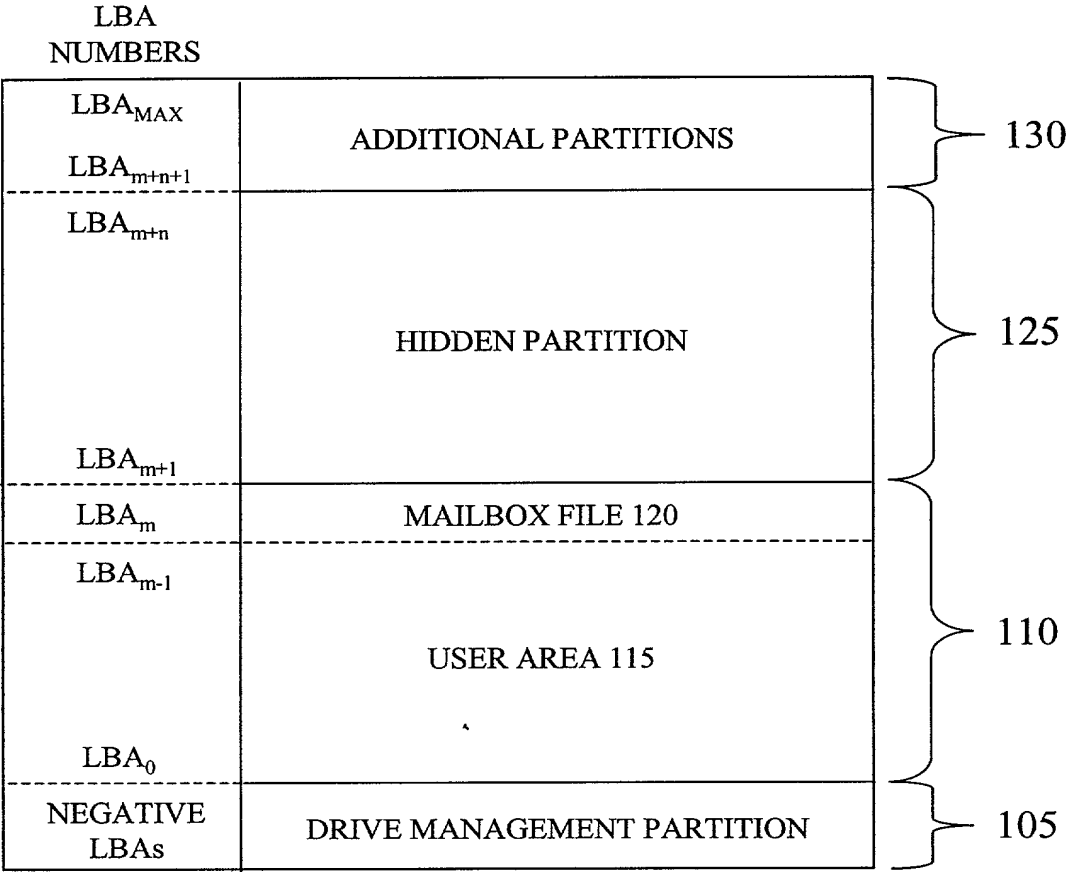 LBA
NUMBERS
LBA_MAX
ADDITIONAL PARTITIONS
130
LBA_m+n+1
LBA_m+n
HIDDEN PARTITION
125
LBA_m+1
LBA_m
MAILBOX FILE 120
LBA_m-1
USER AREA 115
110
LBA_0
NEGATIVE
LBAs
DRIVE MANAGEMENT PARTITION
105